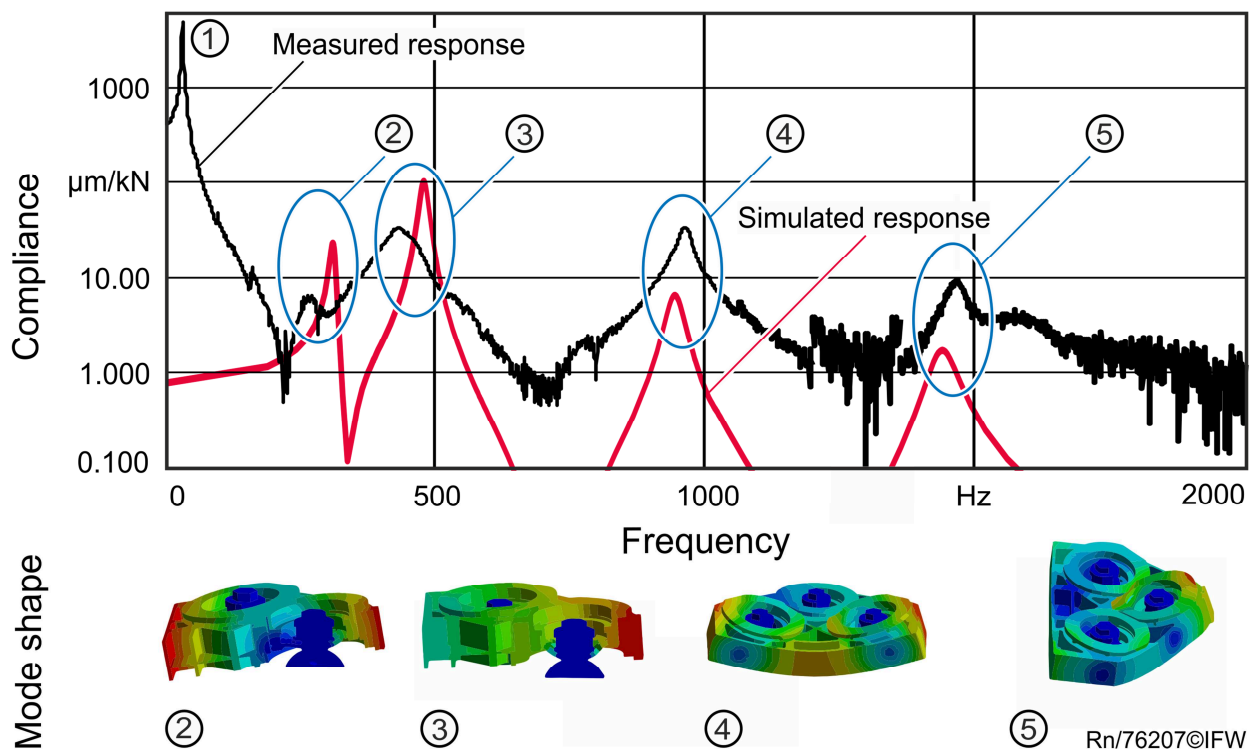 ①
Measured response
1000
②
③
④
⑤
µm/kN
Simulated response
10.00
1.000
0.100
Compliance
0
500
1000
Hz
2000
Frequency
Mode shape
②
③
④
⑤
Rn/76207©IFW